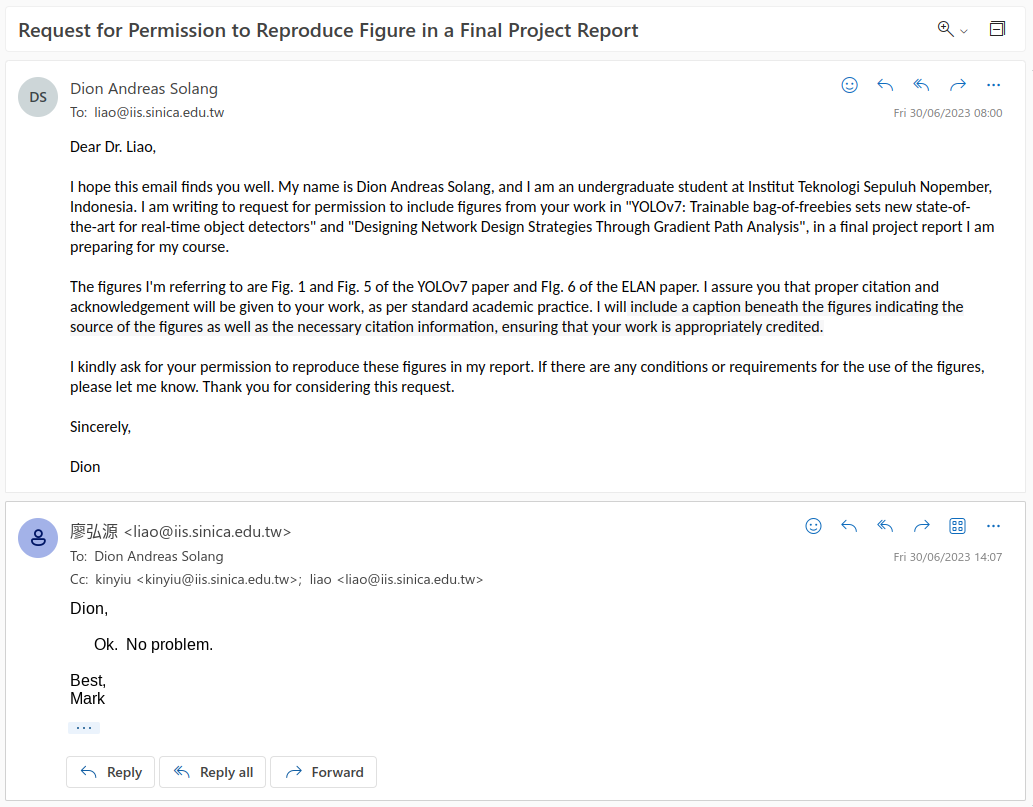 Request for Permission to Reproduce Figure in a Final Project Report
DS
Dion Andreas Solang
To: liao@iis.sinica.edu.tw
Fri 30/06/2023 08:00
Dear Dr. Liao,
I hope this email finds you well. My name is Dion Andreas Solang, and I am an undergraduate student at Institut Teknologi Sepuluh Nopember,
Indonesia. I am writing to request for permission to include figures from your work in "YOLOv7: Trainable bag-of-freebies sets new state-of-
the-art for real-time object detectors" and "Designing Network Design Strategies Through Gradient Path Analysis", in a final project report I am
preparing for my course.
The figures I'm referring to are FIg. 1 and Fig. 5 of the YOLOv7 paper and FIg. 6 of the ELAN paper. I assure you that proper citation and
acknowledgement will be given to your work, as per standard academic practice. I will include a caption beneath the figures indicating the
source of the figures as well as the necessary citation information, ensuring that your work is appropriately credited.
I kindly ask for your permission to reproduce these figures in my report. If there are any conditions or requirements for the use of the figures,
please let me know. Thank you for considering this request.
Sincerely,
Dion
廖弘源 <liao@iis.sinica.edu.tw>
To: Dion Andreas Solang
Fri 30/06/2023 14:07
Cc: kinyiu <kinyiu@iis.sinica.edu.tw>; liao <liao@iis.sinica.edu.tw>
Dion,
Ok. No problem.
Best,
Mark
...
Reply
Reply all
Forward